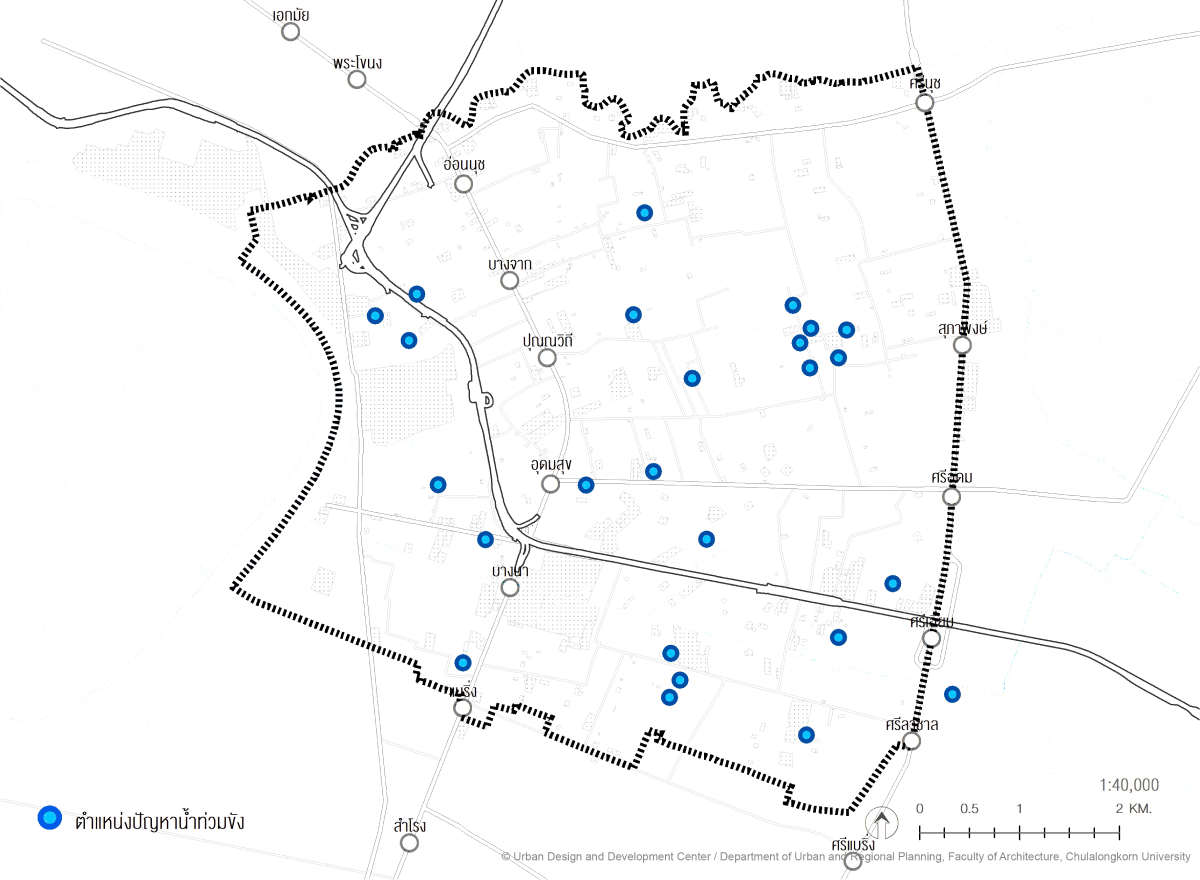 เอกมัย
พระโขนง
ศรีนุช
อ่อนนุช
บางจาก
สุภาพงษ์
ปุณณวิถี
อุดมสุข
ศรีอุดม
บางนา
ศรีเอี่ยม
แบริ่ง
ศรีลาซาล
1:40,000
0 0.5 1 2 KM.
ตำแหน่งปัญหาน้ำท่วมขัง
สำโรง
ศรีแบริ่ง
© Urban Design and Development Center / Department of Urban and Regional Planning, Faculty of Architecture, Chulalongkorn University